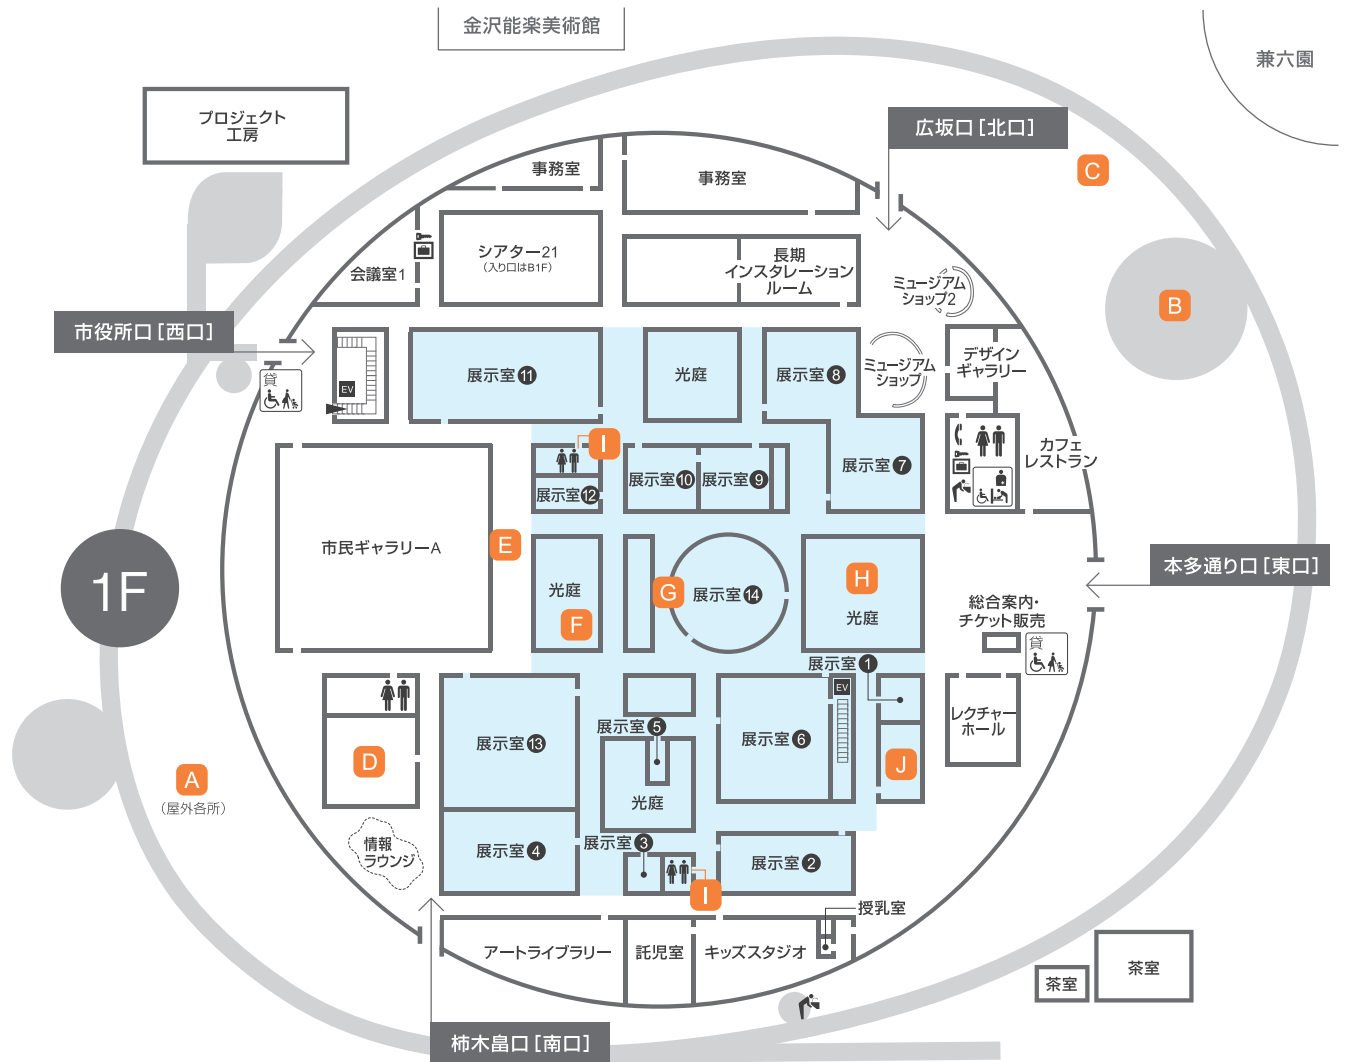 金沢能楽美術館
兼六園
プロジェクト
工房
広坂口［北口］
C
事務室
事務室
シアター21
(入り口はB1F)
会議室1
長期
インスタレーション
ルーム
ミュージアム
ショップ2
B
市役所口［西口］
貸
EV
展示室11
光庭
展示室8
ミュージアム
ショップ
デザイン
ギャラリー
I
展示室12
展示室10
展示室9
展示室7
カフェ
レストラン
市民ギャラリーA
E
1F
光庭
F
G
展示室14
H
光庭
本多通り口［東口］
総合案内・
チケット販売
貸
展示室1
EV
D
展示室13
展示室5
展示室6
J
レクチャー
ホール
A
(屋外各所)
光庭
情報
ラウンジ
展示室4
展示室3
展示室2
I
授乳室
アートライブラリー
託児室
キッズスタジオ
茶室
茶室
柿木畠口［南口］